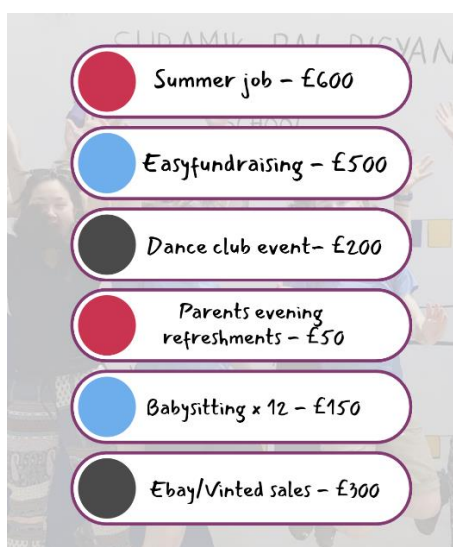 SCHOOL
Summer job – £600
Easyfundraising – £500
Dance club event– £200
Parents evening
refreshments – £50
Babysitting x 12 – £150
Ebay/Vinted sales – £300